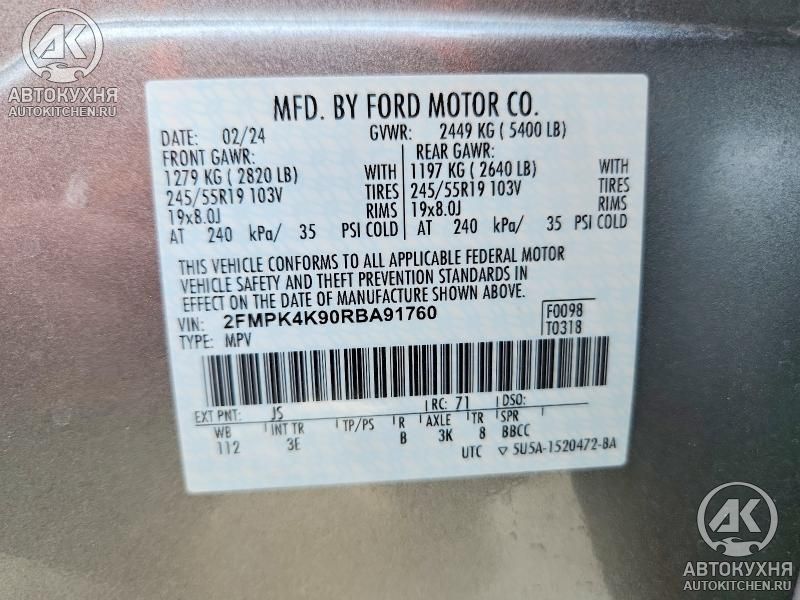 AK
АВТОКУХНЯ
AUTOKITCHEN.RU
MFD. BY FORD MOTOR CO.
DATE: 02/24 GVWR: 2449 KG ( 5400 LB)
FRONT GAWR: REAR GAWR:
1279 KG ( 2820 LB) WITH 1197 KG ( 2640 LB) WITH
245/55R19 103V TIRES 245/55R19 103V TIRES
19x8.0J RIMS 19x8.0J RIMS
AT 240 kPa/ 35 PSI COLD AT 240 kPa/ 35 PSI COLD
THIS VEHICLE CONFORMS TO ALL APPLICABLE FEDERAL MOTOR
VEHICLE SAFETY AND THEFT PREVENTION STANDARDS IN
EFFECT ON THE DATE OF MANUFACTURE SHOWN ABOVE.
VIN: 2FMPK4K90RBA91760 F0098
TYPE: MPV T0318
EXT PNT: JS RC: 71 DSO:
WB INT TR TP/PS R AXLE TR SPR
112 3E B 3K 8 BBCC
UTC ▽ 5U5A-1520472-BA
AK
АВТОКУХНЯ
AUTOKITCHEN.RU